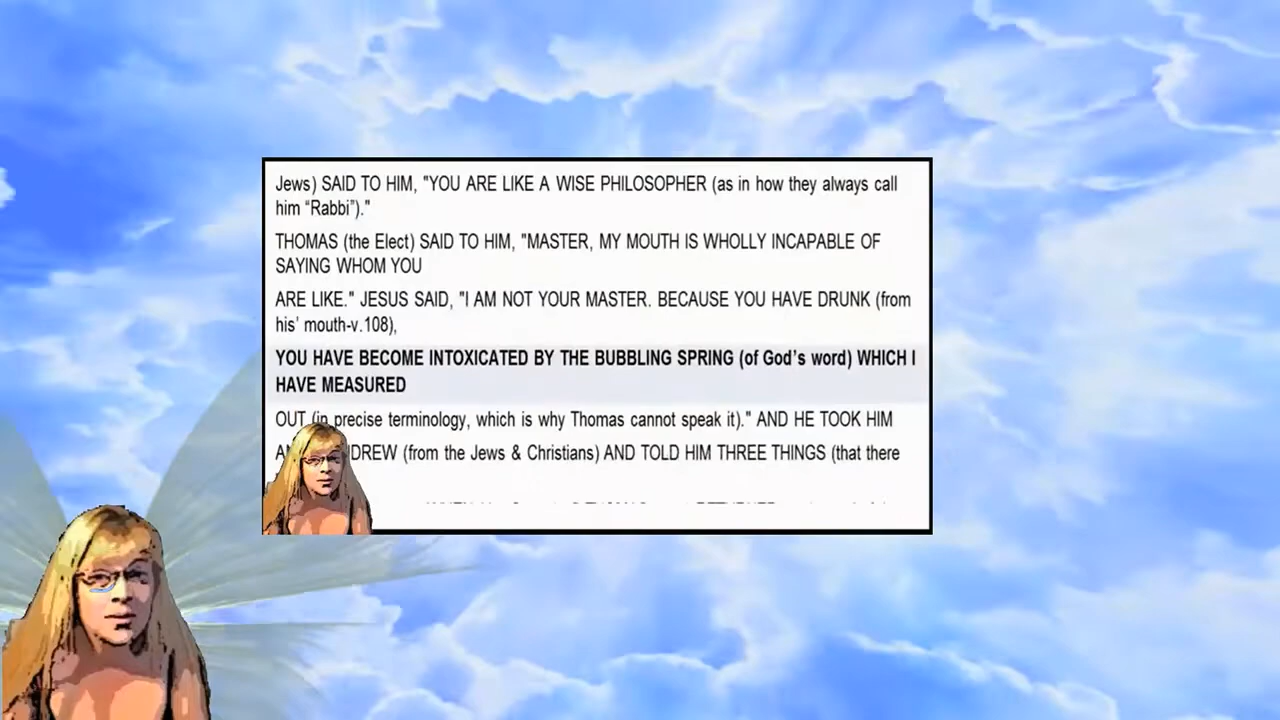 Jews) SAID TO HIM, "YOU ARE LIKE A WISE PHILOSOPHER (as in how they always call
him “Rabbi”)."
THOMAS (the Elect) SAID TO HIM, "MASTER, MY MOUTH IS WHOLLY INCAPABLE OF
SAYING WHOM YOU
ARE LIKE." JESUS SAID, "I AM NOT YOUR MASTER. BECAUSE YOU HAVE DRUNK (from
his’ mouth-v.108),
YOU HAVE BECOME INTOXICATED BY THE BUBBLING SPRING (of God’s word) WHICH I
HAVE MEASURED
OUT (in precise terminology, which is why Thomas cannot speak it)." AND HE TOOK HIM
(from the Jews & Christians) AND TOLD HIM THREE THINGS (that there